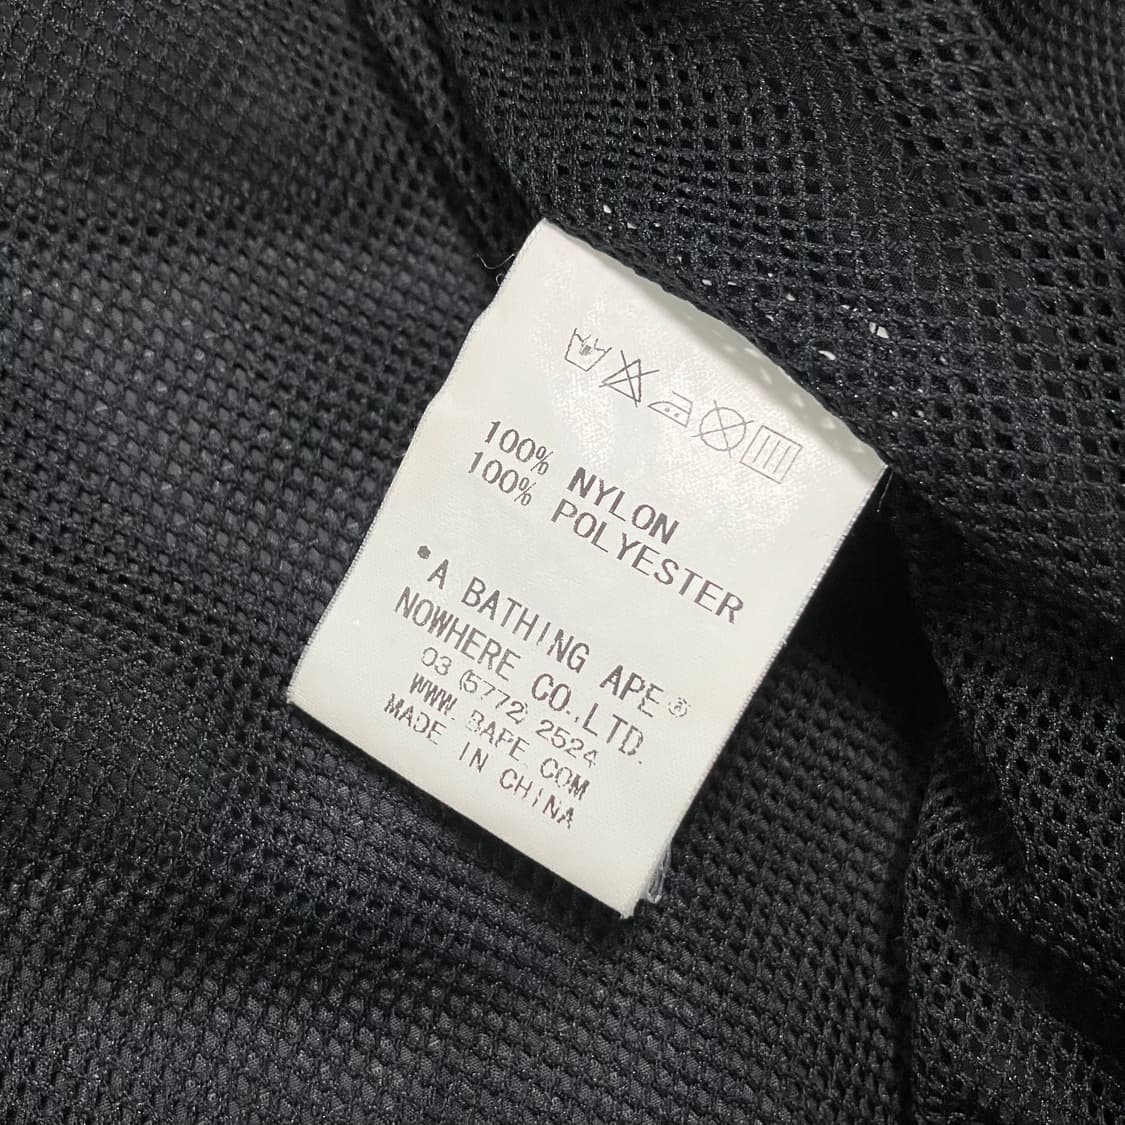 100% NYLON
100% POLYESTER
•A BATHING APE®
NOWHERE CO.,LTD.
03 (5772) 2524
WWW.BAPE.COM
MADE IN CHINA